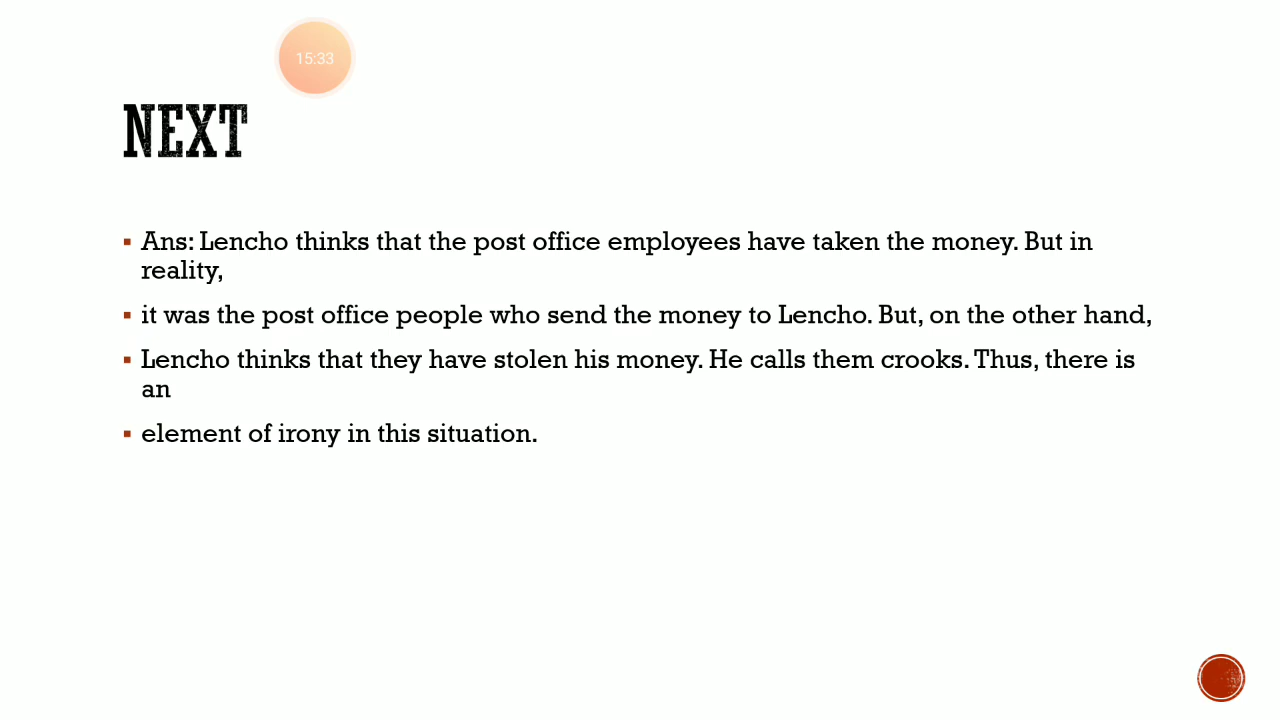 15:33
NEXT
▪ Ans: Lencho thinks that the post office employees have taken the money. But in
reality,
▪ it was the post office people who send the money to Lencho. But, on the other hand,
▪ Lencho thinks that they have stolen his money. He calls them crooks. Thus, there is
an
▪ element of irony in this situation.